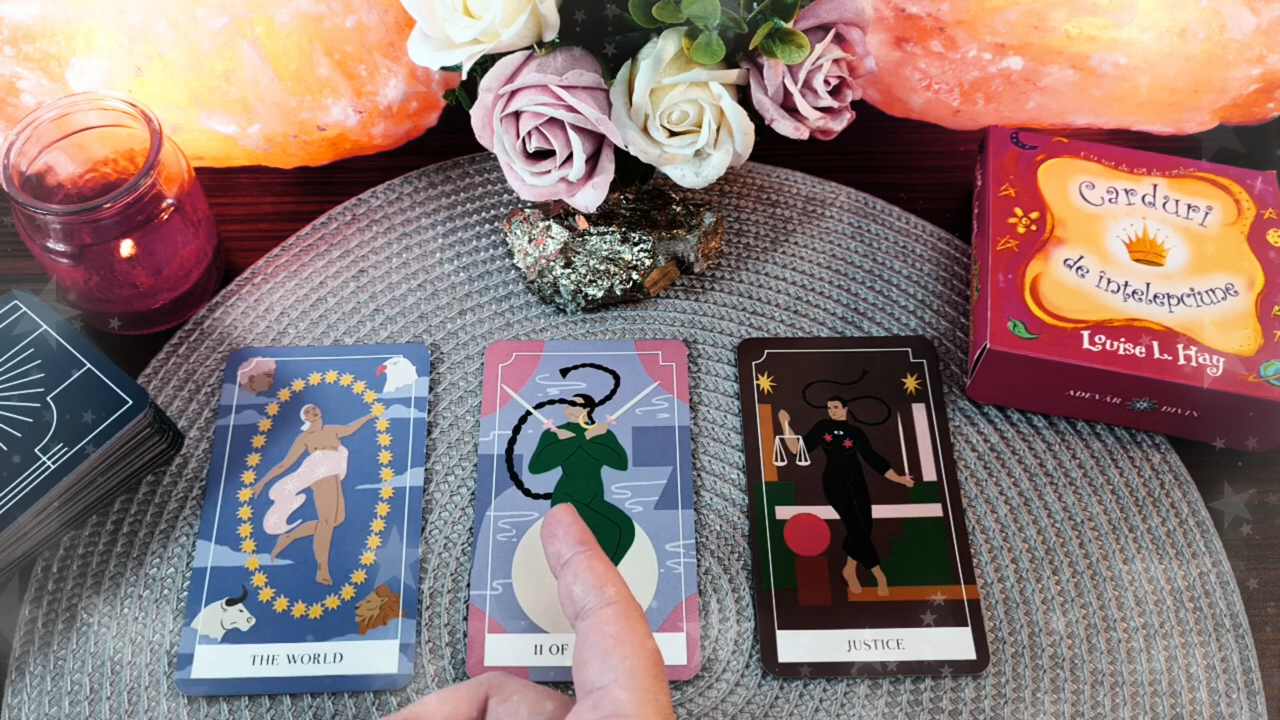 Carduri
de înțelepciune
Louise L. Hay
ADEVĂR DIVIN
THE WORLD
II OF
JUSTICE